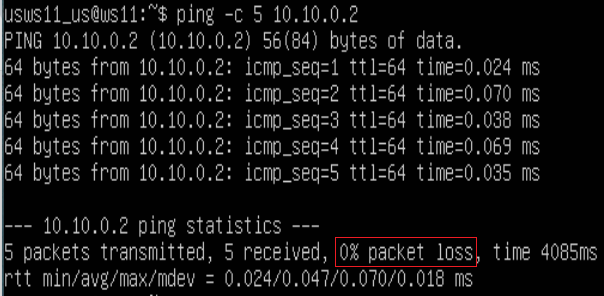 usws11_us@ws11:~$ ping -c 5 10.10.0.2
PING 10.10.0.2 (10.10.0.2) 56(84) bytes of data.
64 bytes from 10.10.0.2: icmp_seq=1 ttl=64 time=0.024 ms
64 bytes from 10.10.0.2: icmp_seq=2 ttl=64 time=0.070 ms
64 bytes from 10.10.0.2: icmp_seq=3 ttl=64 time=0.038 ms
64 bytes from 10.10.0.2: icmp_seq=4 ttl=64 time=0.069 ms
64 bytes from 10.10.0.2: icmp_seq=5 ttl=64 time=0.035 ms
--- 10.10.0.2 ping statistics ---
5 packets transmitted, 5 received, 0% packet loss, time 4085ms
rtt min/avg/max/mdev = 0.024/0.047/0.070/0.018 ms